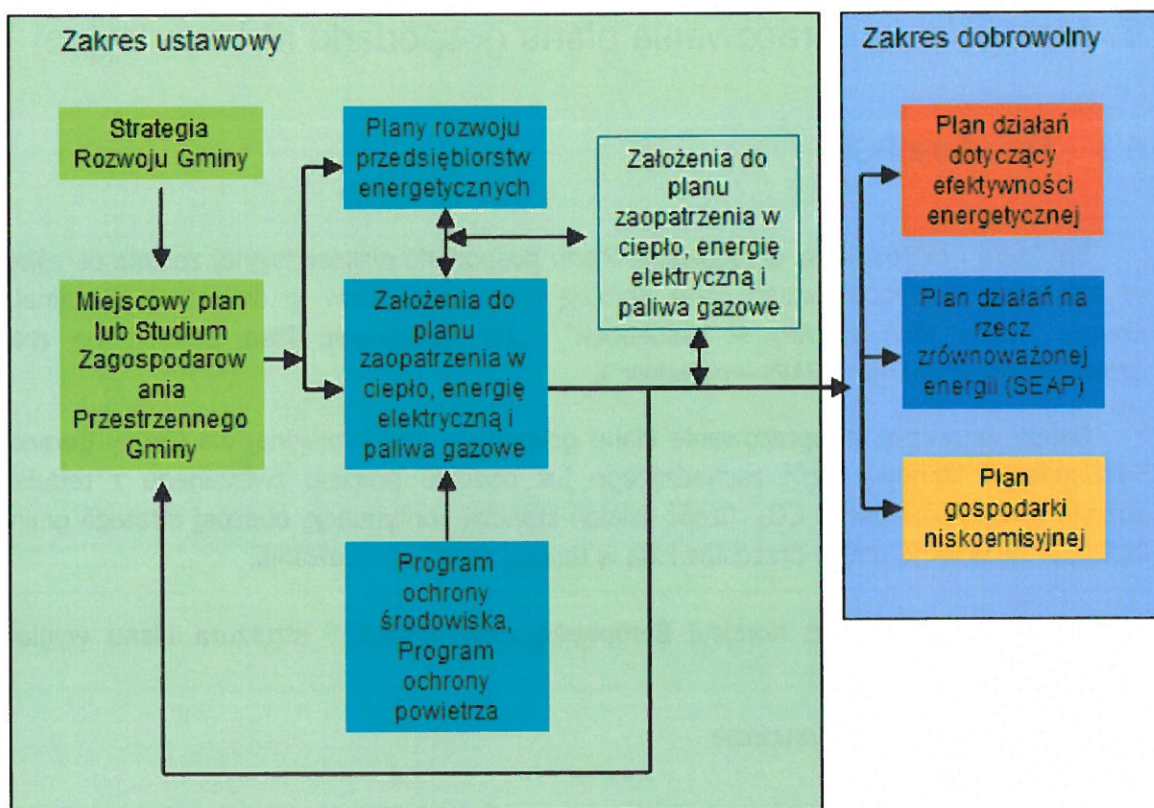 Zakres ustawowy
Strategia
Rozwoju Gminy
Miejscowy plan
lub Studium
Zagospodarow
ania
Przestrzennego
Gminy
Plany rozwoju
przedsiębiorstw
energetycznych
Założenia do
planu
zaopatrzenia w
ciepło, energię
elektryczną i
paliwa gazowe
Program
ochrony
środowiska,
Program
ochrony
powietrza
Założenia do
planu
zaopatrzenia w
ciepło, energię
elektryczną i
paliwa gazowe
Zakres dobrowolny
Plan działań
dotyczący
efektywności
energetycznej
Plan działań na
rzecz
zrównoważonej
energii (SEAP)
Plan
gospodarki
niskoemisyjnej